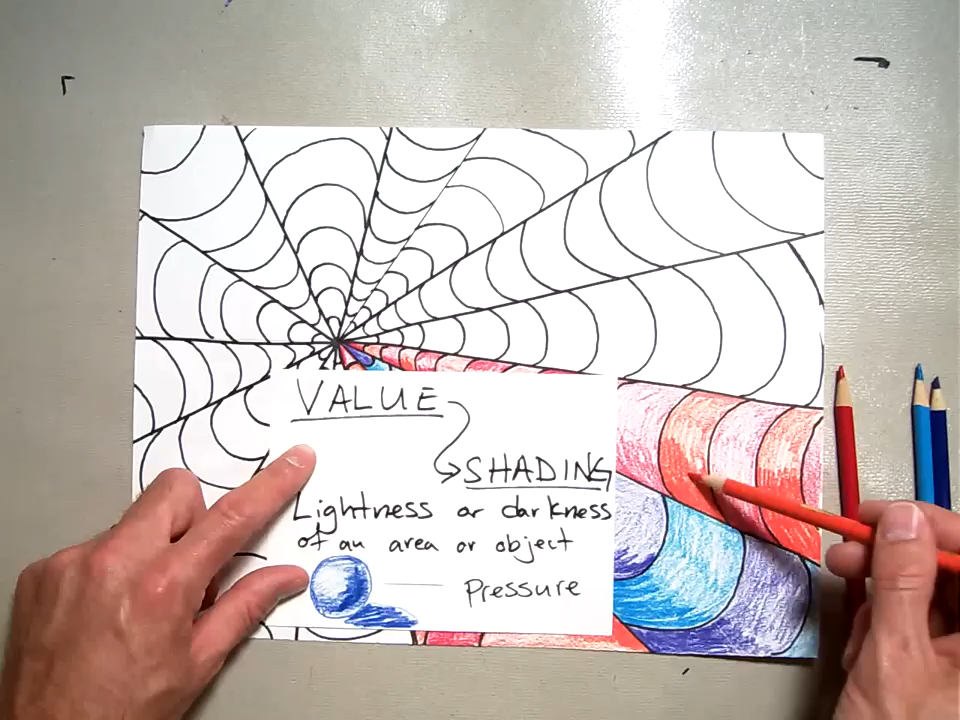 VALUE
SHADING
Lightness or darkness
of an area or object
Pressure